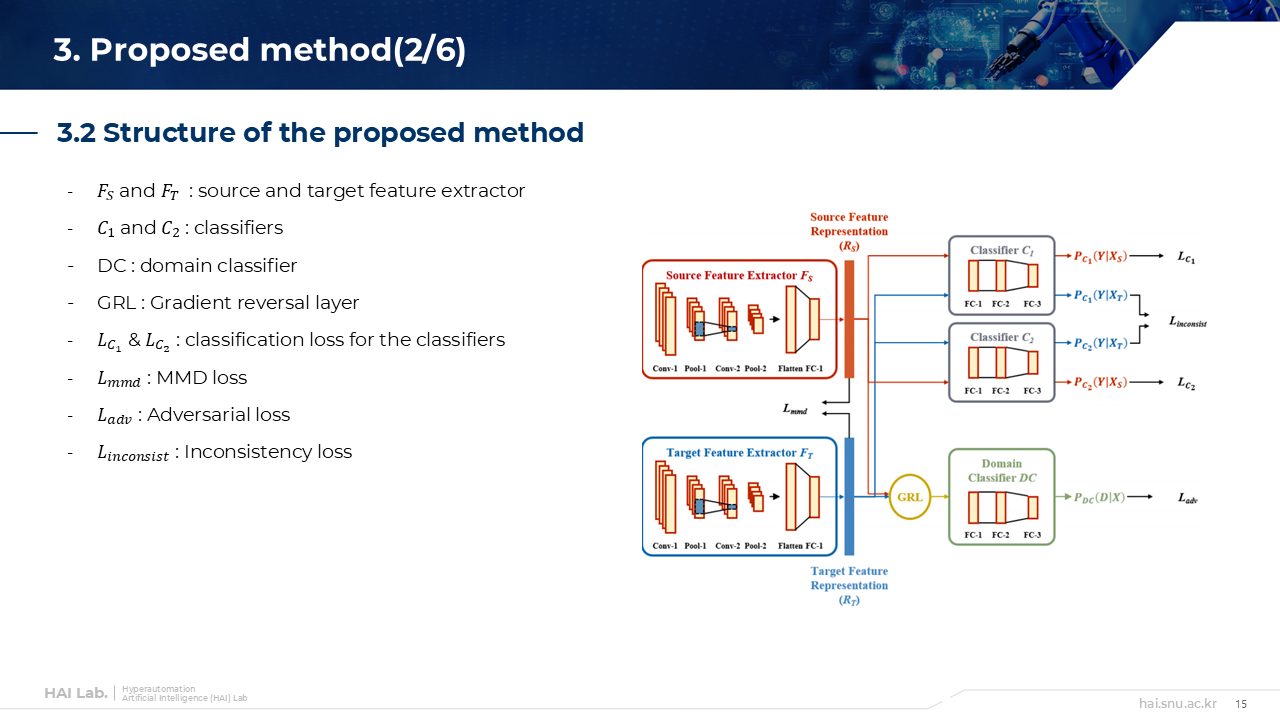 3. Proposed method(2/6)
3.2 Structure of the proposed method
- F_S and F_T : source and target feature extractor
- C_1 and C_2 : classifiers
- DC : domain classifier
- GRL : Gradient reversal layer
- L_{C_1} & L_{C_2} : classification loss for the classifiers
- L_{mmd} : MMD loss
- L_{adv} : Adversarial loss
- L_{inconsist} : Inconsistency loss
Source Feature
Representation
(R_S)
Source Feature Extractor F_S
Conv-1 Pool-1 Conv-2 Pool-2 Flatten FC-1
Classifier C_1
FC-1 FC-2 FC-3
P_{C_1}(Y|X_S)
L_{C_1}
P_{C_1}(Y|X_T)
L_{inconsist}
Classifier C_2
FC-1 FC-2 FC-3
P_{C_2}(Y|X_T)
P_{C_2}(Y|X_S)
L_{C_2}
L_{mmd}
Target Feature Extractor F_T
Conv-1 Pool-1 Conv-2 Pool-2 Flatten FC-1
GRL
Domain
Classifier DC
FC-1 FC-2 FC-3
P_{DC}(D|X)
L_{adv}
Target Feature
Representation
(R_T)
HAI Lab.
Hyperautomation
Artificial Intelligence (HAI) Lab
hai.snu.ac.kr
15